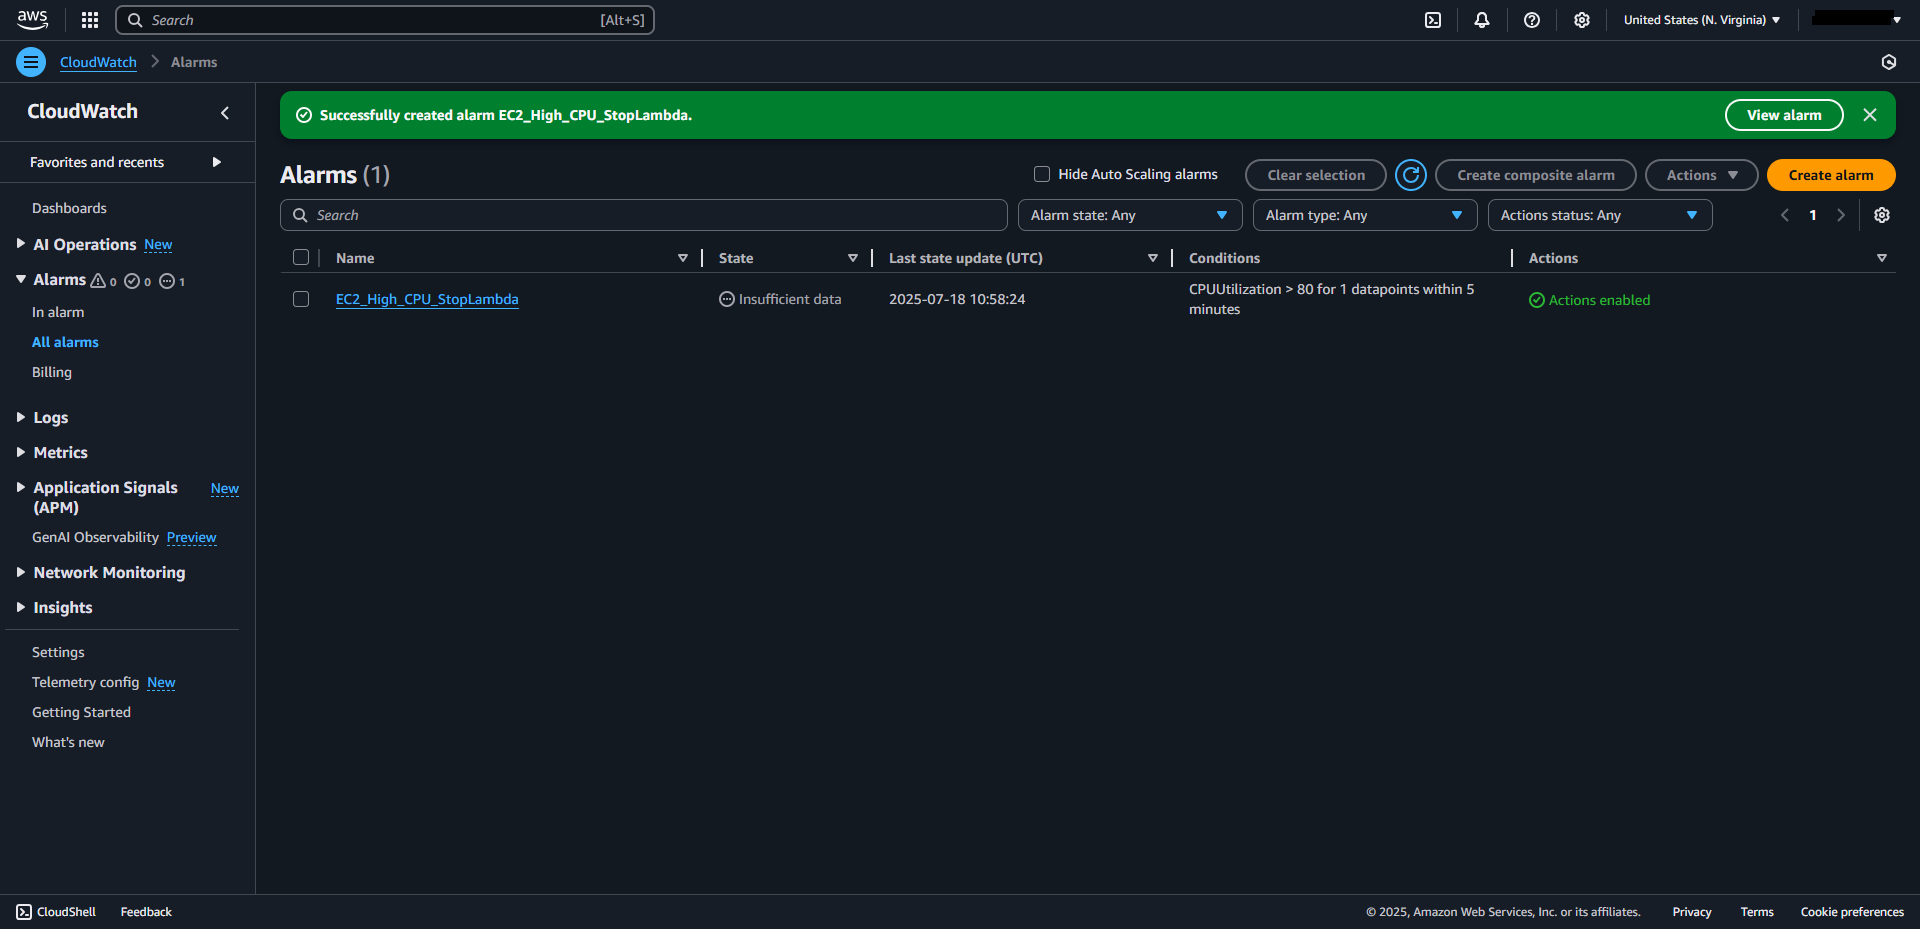 aws
Search [Alt+S]
United States (N. Virginia)
CloudWatch Alarms
CloudWatch
Favorites and recents
Dashboards
AI Operations New
Alarms 0 0 1
In alarm
All alarms
Billing
Logs
Metrics
Application Signals New
(APM)
GenAI Observability Preview
Network Monitoring
Insights
Settings
Telemetry config New
Getting Started
What's new
Successfully created alarm EC2_High_CPU_StopLambda.
View alarm
Alarms (1)
Hide Auto Scaling alarms
Clear selection
Create composite alarm
Actions
Create alarm
Search
Alarm state: Any
Alarm type: Any
Actions status: Any
1
Name State Last state update (UTC) Conditions Actions
EC2_High_CPU_StopLambda Insufficient data 2025-07-18 10:58:24 CPUUtilization > 80 for 1 datapoints within 5
minutes Actions enabled
CloudShell Feedback © 2025, Amazon Web Services, Inc. or its affiliates. Privacy Terms Cookie preferences